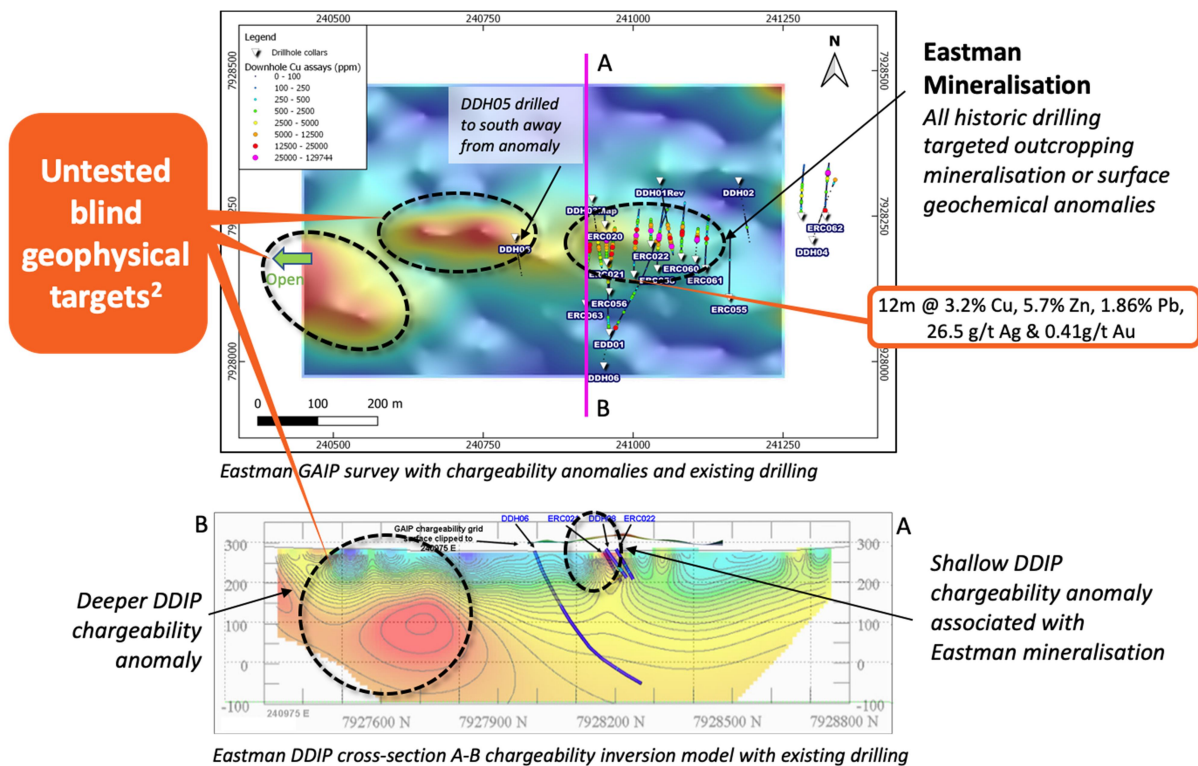 240500
240750
241000
241250
Legend
Drillhole collars
Downhole Cu assays (ppm)
0 - 100
100 - 250
250 - 500
500 - 2500
2500 - 5000
5000 - 12500
12500 - 25000
25000 - 129744
7928500
7928500
A
N
DDH05 drilled
to south away
from anomaly
Eastman
Mineralisation
All historic drilling
targeted outcropping
mineralisation or surface
geochemical anomalies
Untested
blind
geophysical
targets²
DDH01Rev
DDH02
ERC020
DDH05
ERC022
ERC062
DDH04
7928250
ERC021
ERC060
ERC061
Open
ERC056
ERC063
ERC055
EDD01
DDH06
12m @ 3.2% Cu, 5.7% Zn, 1.86% Pb,
26.5 g/t Ag & 0.41g/t Au
7928000
7928000
B
0
100
200 m
240500
240750
241000
241250
Eastman GAIP survey with chargeability anomalies and existing drilling
B
A
DDH06
ERC022
GAIP chargeability grid
surface clipped to
240975 E
300
200
100
0
-100
300
200
100
0
-100
Deeper DDIP
chargeability
anomaly
Shallow DDIP
chargeability anomaly
associated with
Eastman mineralisation
240975 E
7927600 N
7927900 N
7928200 N
7928500 N
7928800 N
Eastman DDIP cross-section A-B chargeability inversion model with existing drilling